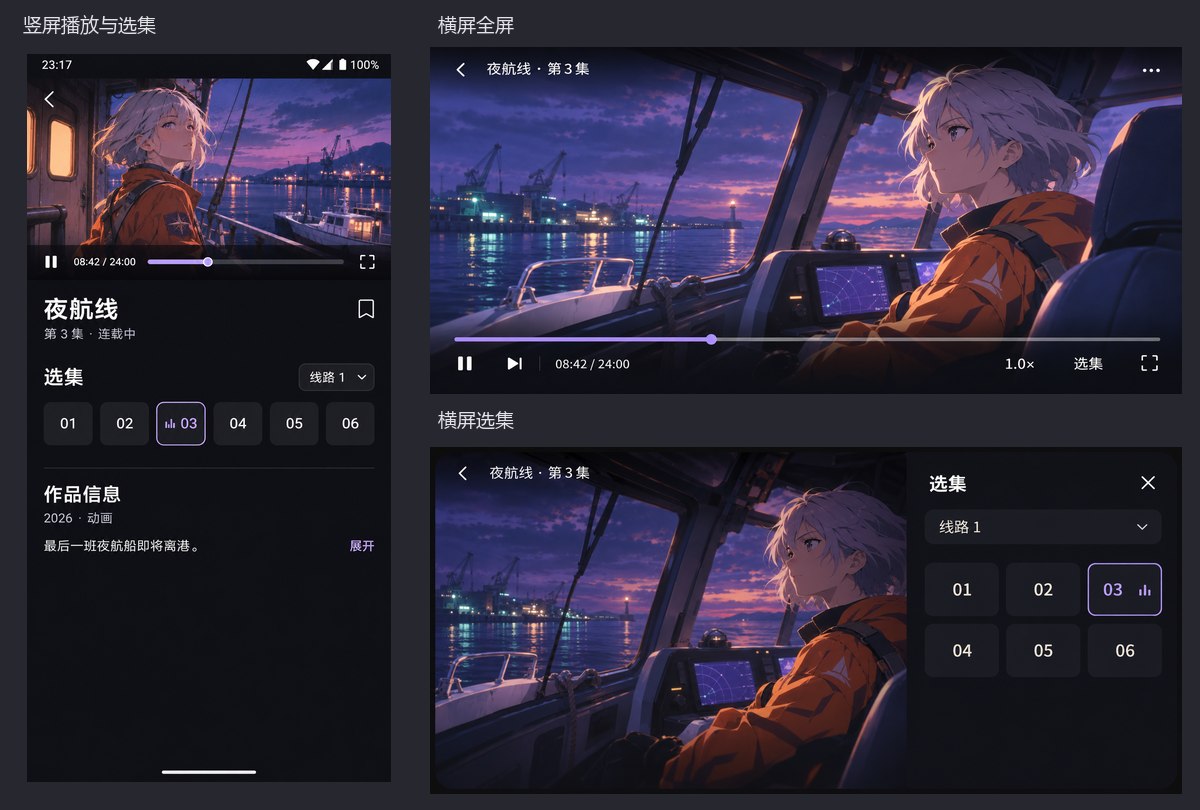 竖屏播放与选集
23:17
100%
08:42 / 24:00
夜航线
第 3 集 · 连载中
选集
线路 1
01
02
03
04
05
06
作品信息
2026 · 动画
最后一班夜航船即将离港。
展开
横屏全屏
夜航线 · 第 3 集
08:42 / 24:00
1.0×
选集
横屏选集
夜航线 · 第 3 集
选集
线路 1
01
02
03
04
05
06